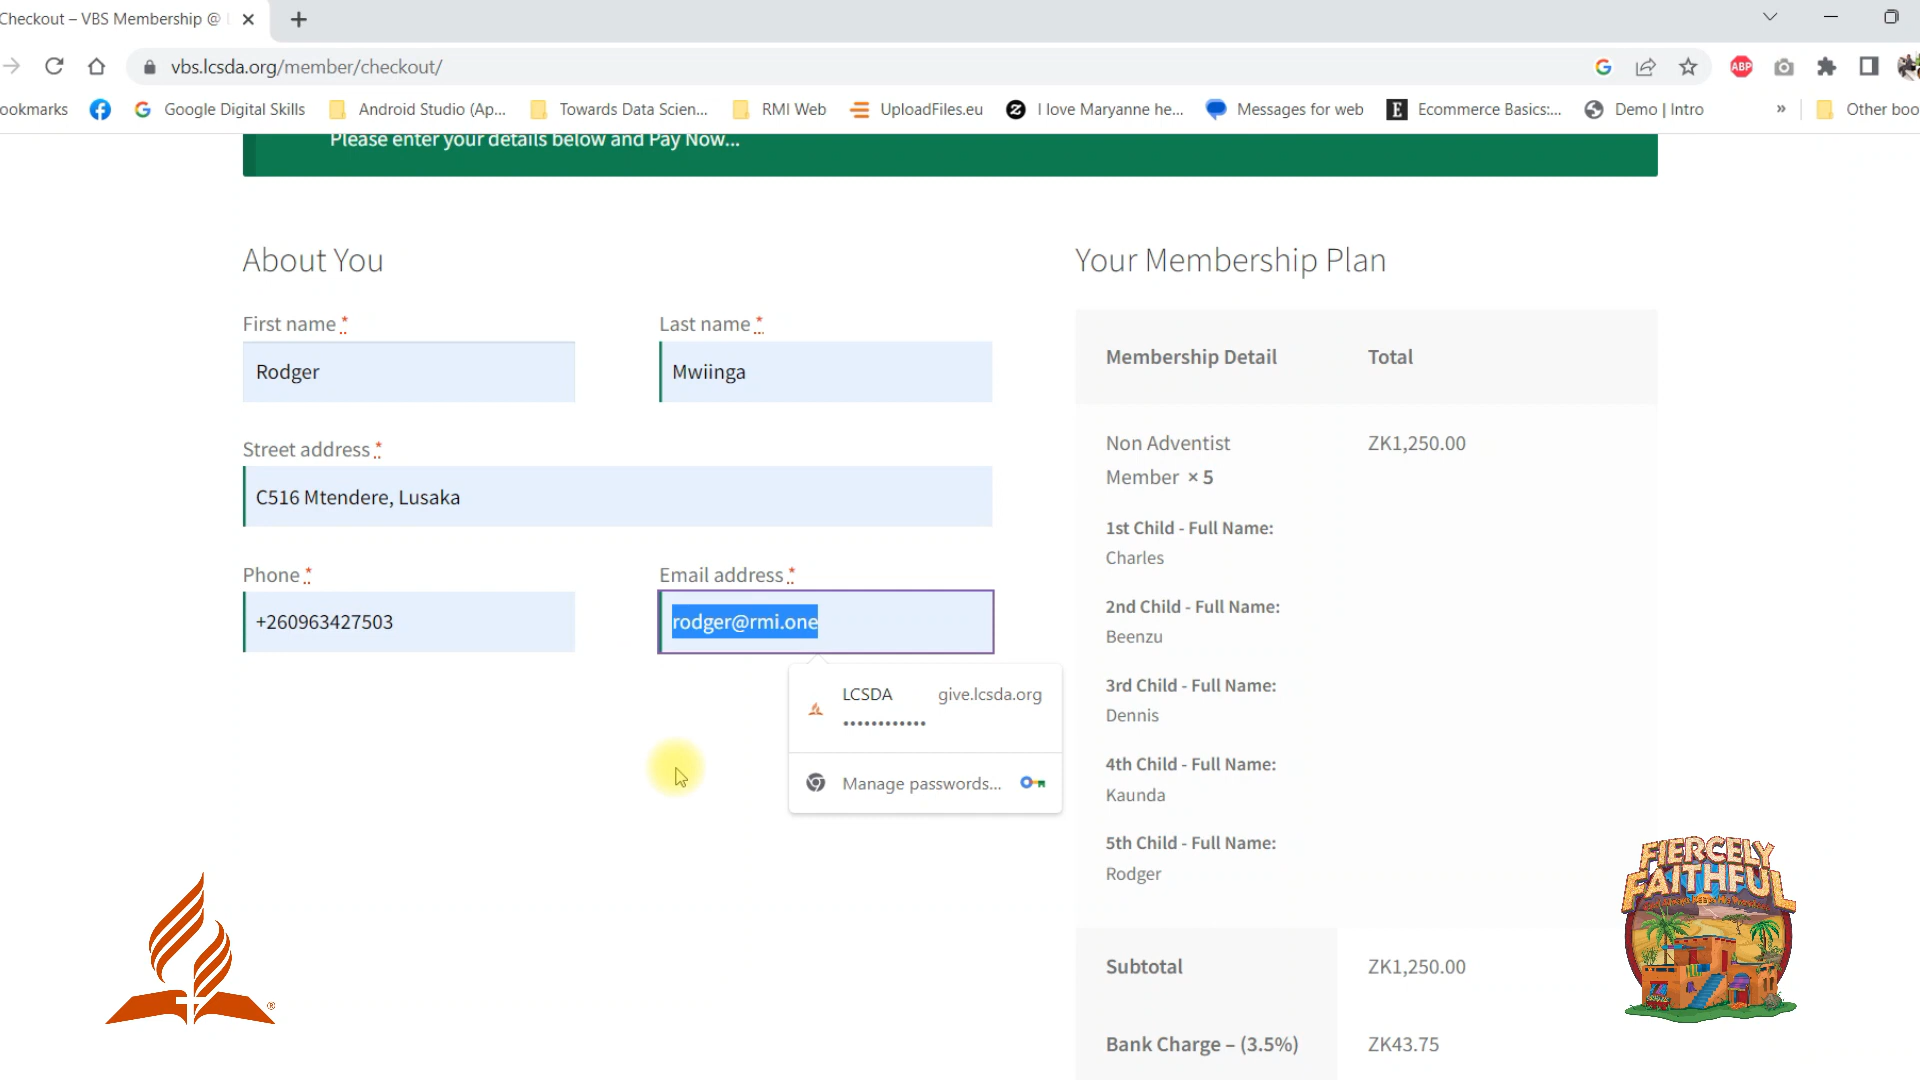 Checkout – VBS Membership @
vbs.lcsda.org/member/checkout/
ABP
ookmarks
Google Digital Skills
Android Studio (Ap...
Towards Data Scien...
RMI Web
UploadFiles.eu
I love Maryanne he...
Messages for web
Ecommerce Basics:...
Demo | Intro
»
Other boo
Please enter your details below and Pay Now...
About You
First name *
Rodger
Last name *
Mwiinga
Street address *
C516 Mtendere, Lusaka
Phone *
+260963427503
Email address *
rodger@rmi.one
LCSDA give.lcsda.org
••••••••••••
Manage passwords...
Your Membership Plan
Membership Detail Total
Non Adventist ZK1,250.00
Member × 5
1st Child - Full Name:
Charles
2nd Child - Full Name:
Beenzu
3rd Child - Full Name:
Dennis
4th Child - Full Name:
Kaunda
5th Child - Full Name:
Rodger
Subtotal ZK1,250.00
Bank Charge – (3.5%) ZK43.75
®
FIERCELY
FAITHFUL